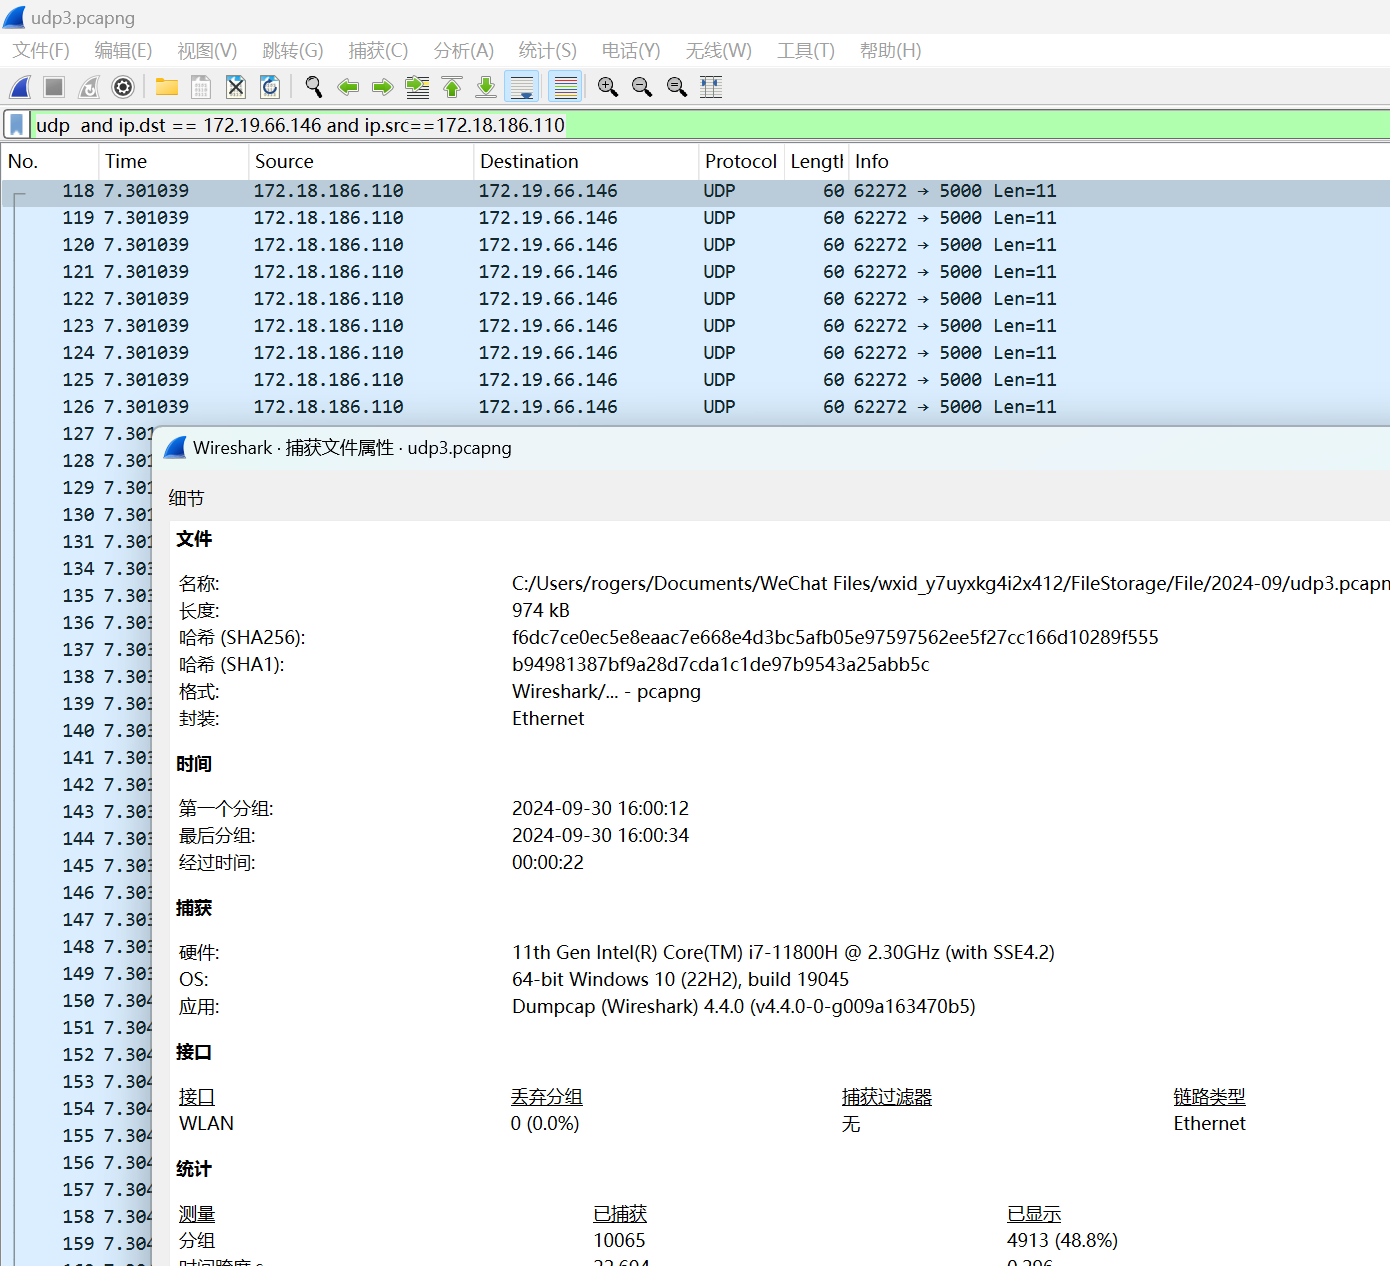 udp3.pcapng
文件(F) 编辑(E) 视图(V) 跳转(G) 捕获(C) 分析(A) 统计(S) 电话(Y) 无线(W) 工具(T) 帮助(H)
udp  and ip.dst == 172.19.66.146 and ip.src==172.18.186.110
No. Time Source Destination Protocol Lengtl Info
118 7.301039 172.18.186.110 172.19.66.146 UDP 60 62272 → 5000 Len=11
119 7.301039 172.18.186.110 172.19.66.146 UDP 60 62272 → 5000 Len=11
120 7.301039 172.18.186.110 172.19.66.146 UDP 60 62272 → 5000 Len=11
121 7.301039 172.18.186.110 172.19.66.146 UDP 60 62272 → 5000 Len=11
122 7.301039 172.18.186.110 172.19.66.146 UDP 60 62272 → 5000 Len=11
123 7.301039 172.18.186.110 172.19.66.146 UDP 60 62272 → 5000 Len=11
124 7.301039 172.18.186.110 172.19.66.146 UDP 60 62272 → 5000 Len=11
125 7.301039 172.18.186.110 172.19.66.146 UDP 60 62272 → 5000 Len=11
126 7.301039 172.18.186.110 172.19.66.146 UDP 60 62272 → 5000 Len=11
127 7.301
128 7.301
129 7.301
130 7.301
131 7.301
134 7.303
135 7.303
136 7.303
137 7.303
138 7.303
139 7.303
140 7.303
141 7.303
142 7.303
143 7.303
144 7.303
145 7.303
146 7.303
147 7.303
148 7.303
149 7.303
150 7.304
151 7.304
152 7.304
153 7.304
154 7.304
155 7.304
156 7.304
157 7.304
158 7.304
159 7.304
Wireshark · 捕获文件属性 · udp3.pcapng
细节
文件
名称: C:/Users/rogers/Documents/WeChat Files/wxid_y7uyxkg4i2x412/FileStorage/File/2024-09/udp3.pcapn
长度: 974 kB
哈希 (SHA256): f6dc7ce0ec5e8eaac7e668e4d3bc5afb05e97597562ee5f27cc166d10289f555
哈希 (SHA1): b94981387bf9a28d7cda1c1de97b9543a25abb5c
格式: Wireshark/... - pcapng
封装: Ethernet
时间
第一个分组: 2024-09-30 16:00:12
最后分组: 2024-09-30 16:00:34
经过时间: 00:00:22
捕获
硬件: 11th Gen Intel(R) Core(TM) i7-11800H @ 2.30GHz (with SSE4.2)
OS: 64-bit Windows 10 (22H2), build 19045
应用: Dumpcap (Wireshark) 4.4.0 (v4.4.0-0-g009a163470b5)
接口
接口 丢弃分组 捕获过滤器 链路类型
WLAN 0 (0.0%) 无 Ethernet
统计
测量 已捕获 已显示
分组 10065 4913 (48.8%)